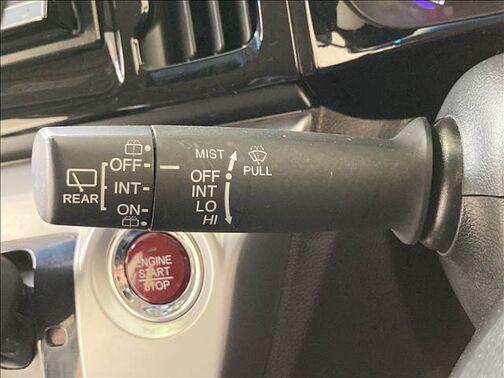 OFF
INT
REAR
ON
MIST
PULL
OFF
INT
LO
HI
ENGINE
START
STOP